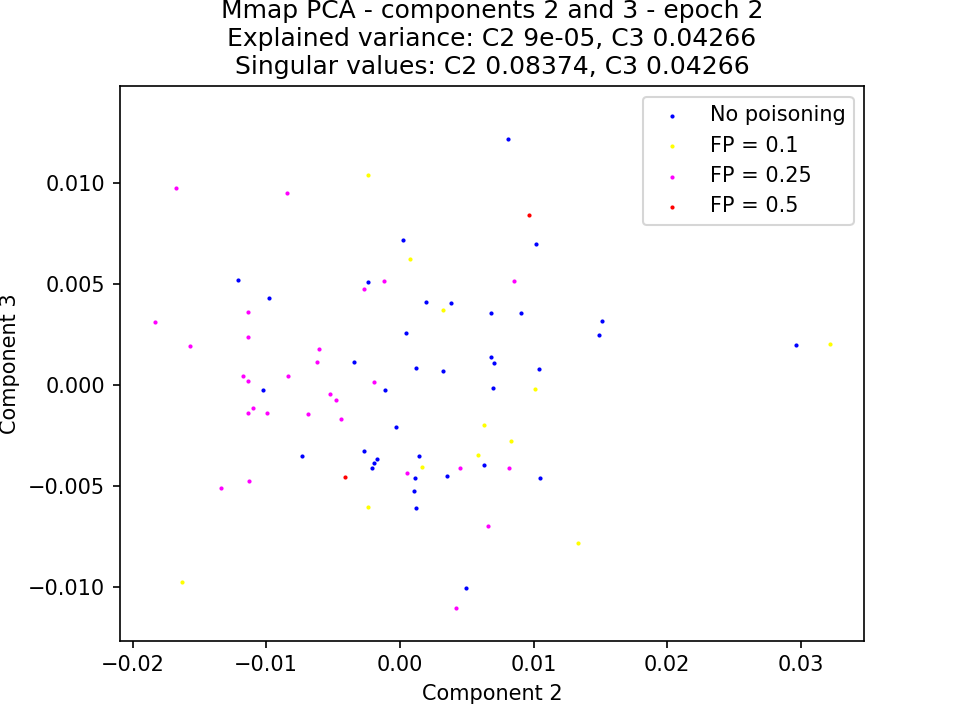 Mmap PCA - components 2 and 3 - epoch 2
Explained variance: C2 9e-05, C3 0.04266
Singular values: C2 0.08374, C3 0.04266
No poisoning
FP = 0.1
FP = 0.25
FP = 0.5
0.010
0.005
0.000
−0.005
−0.010
Component 3
−0.02 −0.01 0.00 0.01 0.02 0.03
Component 2